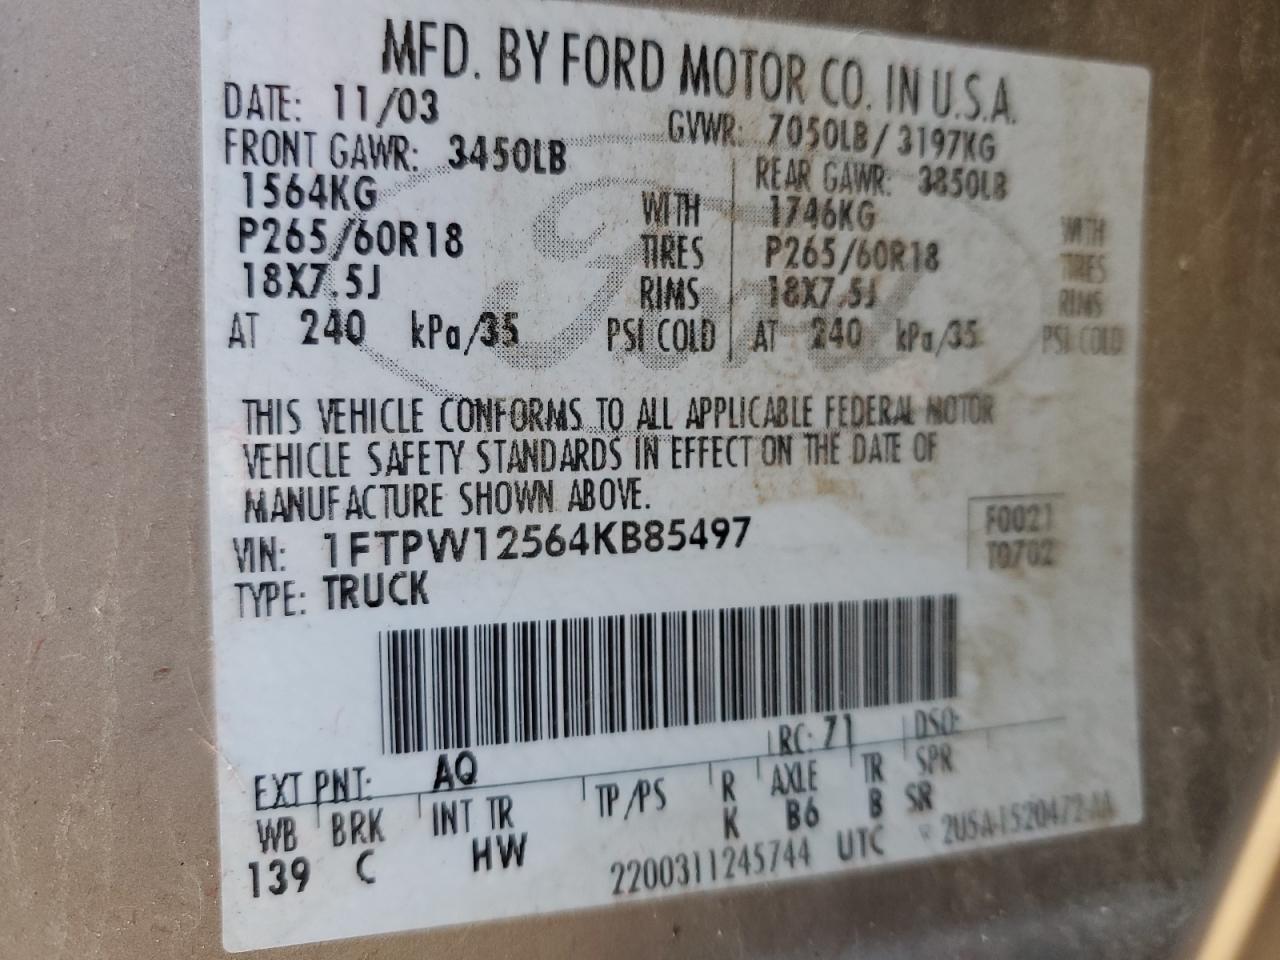 MFD. BY FORD MOTOR CO. IN U.S.A.
DATE: 11/03 GVWR: 7050LB / 3197KG
FRONT GAWR: 3450LB REAR GAWR: 3850LB
1564KG WITH 1746KG WITH
P265/60R18 TIRES P265/60R18 TIRES
18X7.5J RIMS 18X7.5J RIMS
AT 240 kPa/35 PSI COLD AT 240 kPa/35 PSI COLD
THIS VEHICLE CONFORMS TO ALL APPLICABLE FEDERAL MOTOR
VEHICLE SAFETY STANDARDS IN EFFECT ON THE DATE OF
MANUFACTURE SHOWN ABOVE.
VIN: 1FTPW12564KB85497 F0021
TYPE: TRUCK T0702
EXT PNT: AQ RC: 71 DSO:
WB BRK INT TR TP/PS R AXLE TR SPR
139 C HW K B6 B SR
2200311245744 UTC 2U5A-1520472-AA